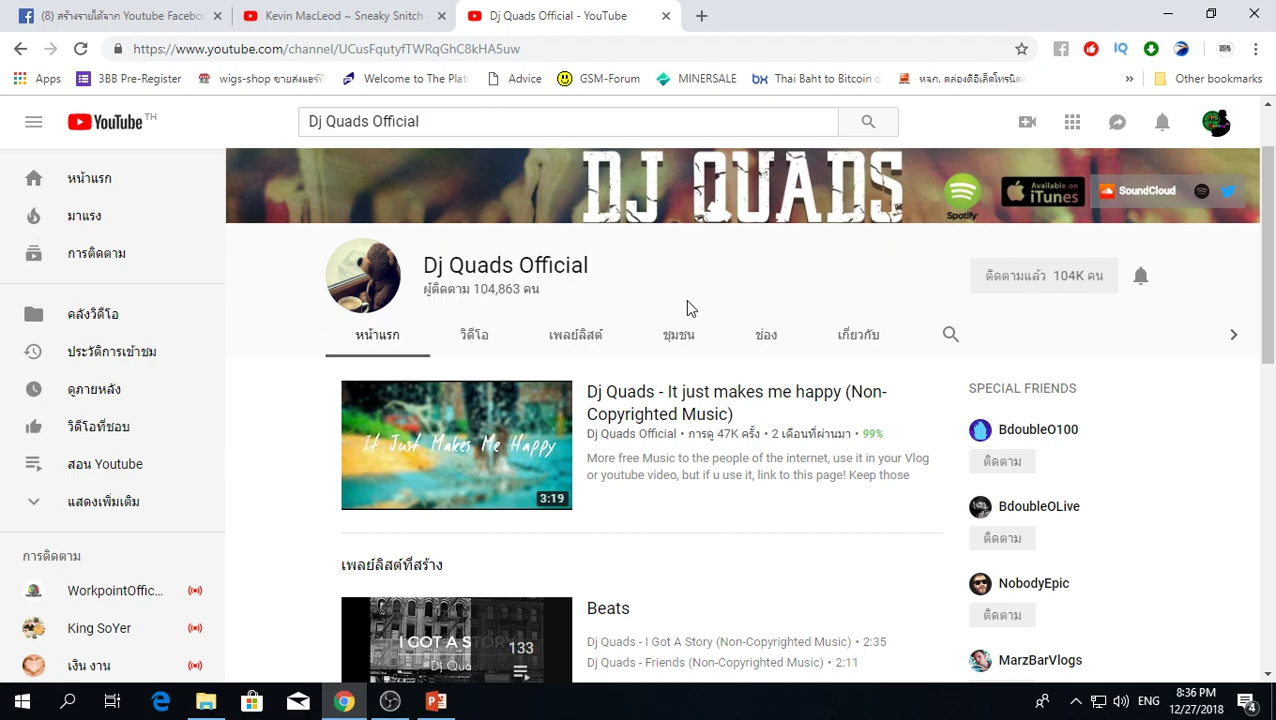 (2) สร้างรายได้จาก Youtube Faceb
Kevin MacLeod ~ Sneaky Snitch -
Dj Quads Official - YouTube
https://www.youtube.com/channel/UCusFqutyfTWRqGhC8kHA5uw
Apps
3BB Pre-Register
wigs-shop ขายส่งแฮร์
Welcome to The Plat
Advice
GSM-Forum
MINERSALE
bx
Thai Baht to Bitcoin
Other bookmarks
YouTube TH
Dj Quads Official
DJ QUADS
Spotify
Available on iTunes
SoundCloud
หน้าแรก
มาแรง
การติดตาม
คลังวิดีโอ
ประวัติการเข้าชม
ดูภายหลัง
วิดีโอที่ชอบ
สอน Youtube
แสดงเพิ่มเติม
การติดตาม
WorkpointOffic...
King SoYer
เงิน งาน
Dj Quads Official
ผู้ติดตาม 104,863 คน
ติดตามแล้ว 104K คน
หน้าแรก วิดีโอ เพลย์ลิสต์ ชุมชน ช่อง เกี่ยวกับ
It Just Makes Me Happy
3:19
Dj Quads - It just makes me happy (Non-
Copyrighted Music)
Dj Quads Official • การดู 47K ครั้ง • 2 เดือนที่ผ่านมา • 99%
More free Music to the people of the internet, use it in your Vlog
or youtube video, but if u use it, link to this page! Keep those
SPECIAL FRIENDS
BdoubleO100
ติดตาม
BdoubleOLive
ติดตาม
NobodyEpic
ติดตาม
MarzBarVlogs
เพลย์ลิสต์ที่สร้าง
I GOT A STORY
Dj Qua
133
Beats
Dj Quads - I Got A Story (Non-Copyrighted Music) • 2:35
Dj Quads - Friends (Non-Copyrighted Music) • 2:11
ENG
8:36 PM
12/27/2018
4